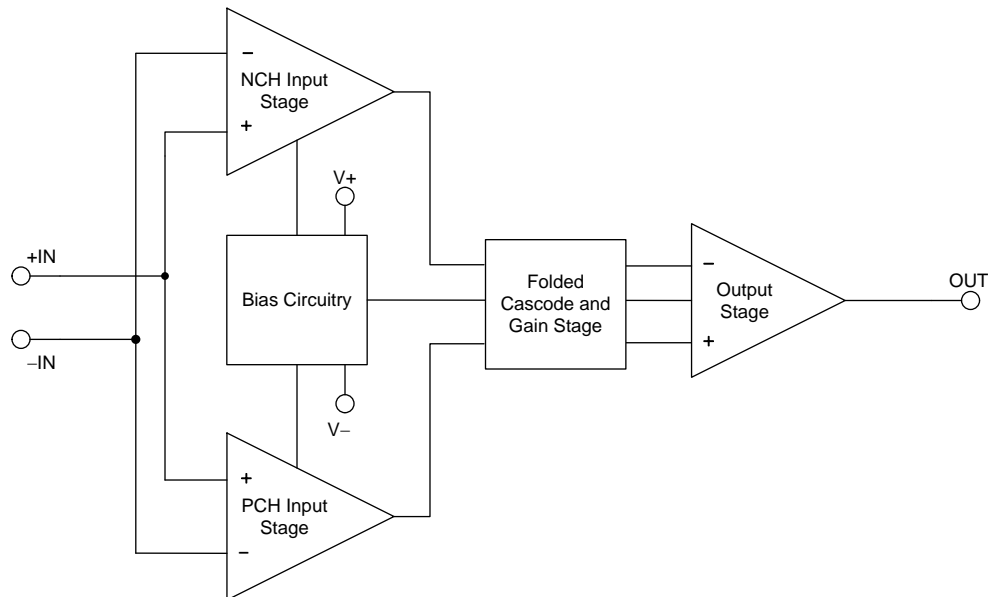 −
NCH Input
Stage
+
V+
+IN
Bias Circuitry
−IN
V−
Folded
Cascode and
Gain Stage
−
Output
Stage
+
OUT
+
PCH Input
Stage
−